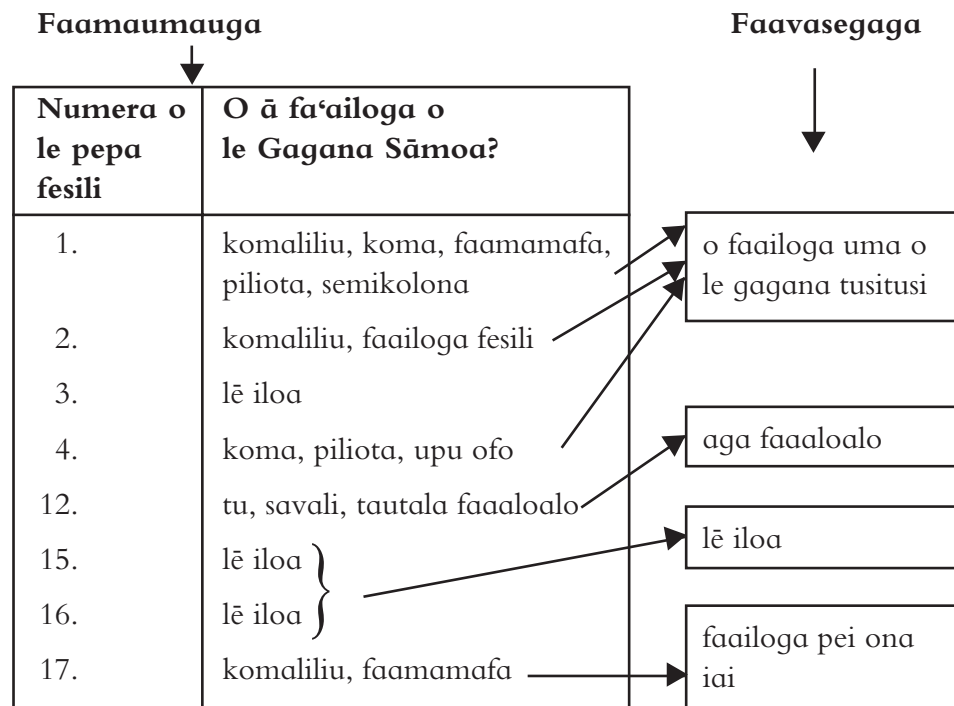 Faamaumauga
Faavasegaga
Numera o
le pepa
fesili
O ā fa‘ailoga o
le Gagana Sāmoa?
1.
komaliliu, koma, faamamafa,
piliota, semikolona
2.
komaliliu, faailoga fesili
3.
lē iloa
4.
koma, piliota, upu ofo
12.
tu, savali, tautala faaaloalo
15.
lē iloa
16.
lē iloa
17.
komaliliu, faamamafa
o faailoga uma o
le gagana tusitusi
aga faaaloalo
lē iloa
faailoga pei ona
iai